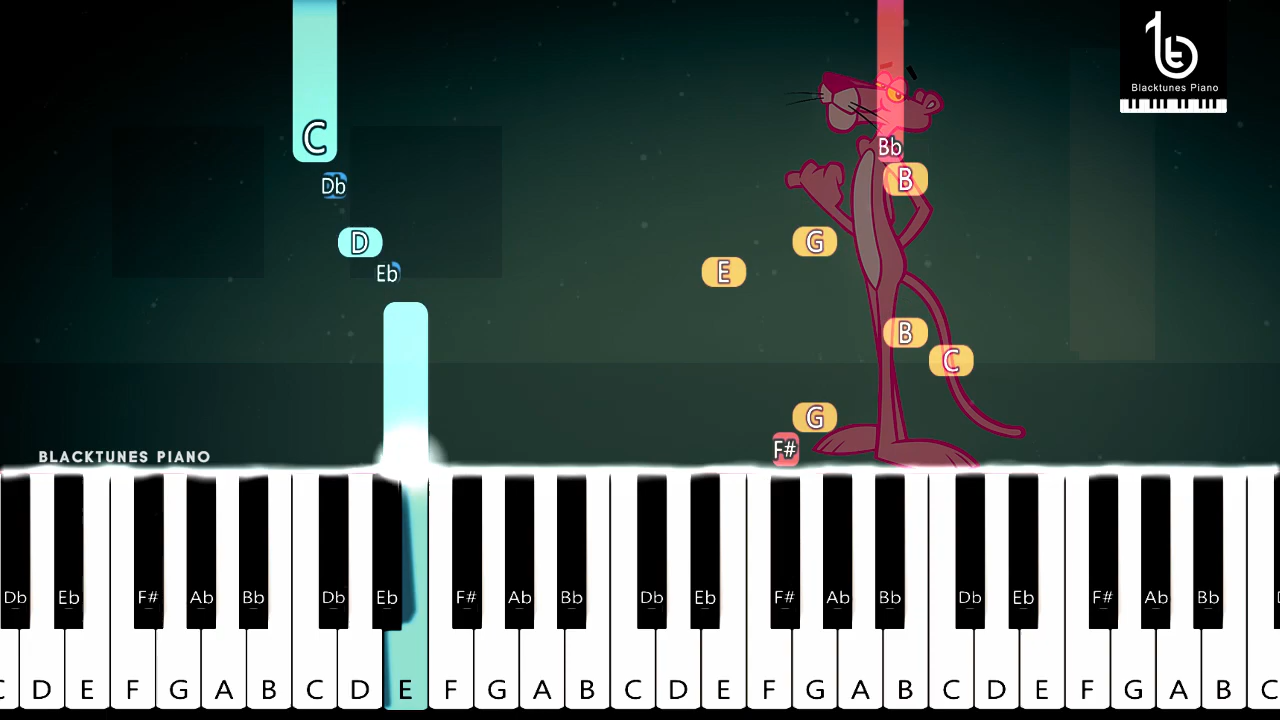 Blacktunes Piano
C
Bb
B
Db
D
G
Eb
E
B
C
G
F#
BLACKTUNES PIANO
Db Eb F# Ab Bb Db Eb F# Ab Bb Db Eb F# Ab Bb Db Eb F# Ab Bb
D E F G A B C D E F G A B C D E F G A B C D E F G A B C